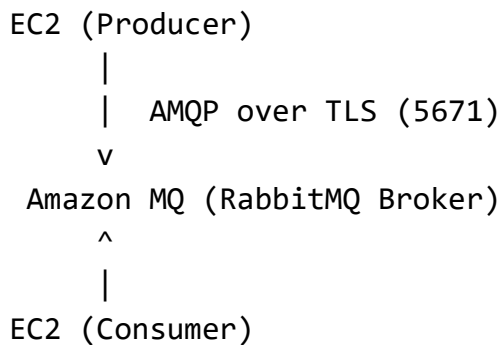 EC2 (Producer)
|
| AMQP over TLS (5671)
v
Amazon MQ (RabbitMQ Broker)
^
|
EC2 (Consumer)